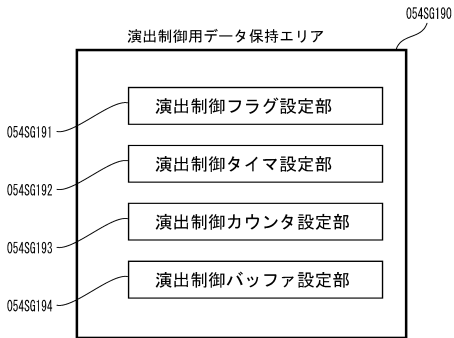 054SG190
演出制御用データ保持エリア
演出制御フラグ設定部
054SG191
演出制御タイマ設定部
054SG192
演出制御カウンタ設定部
054SG193
演出制御バッファ設定部
054SG194